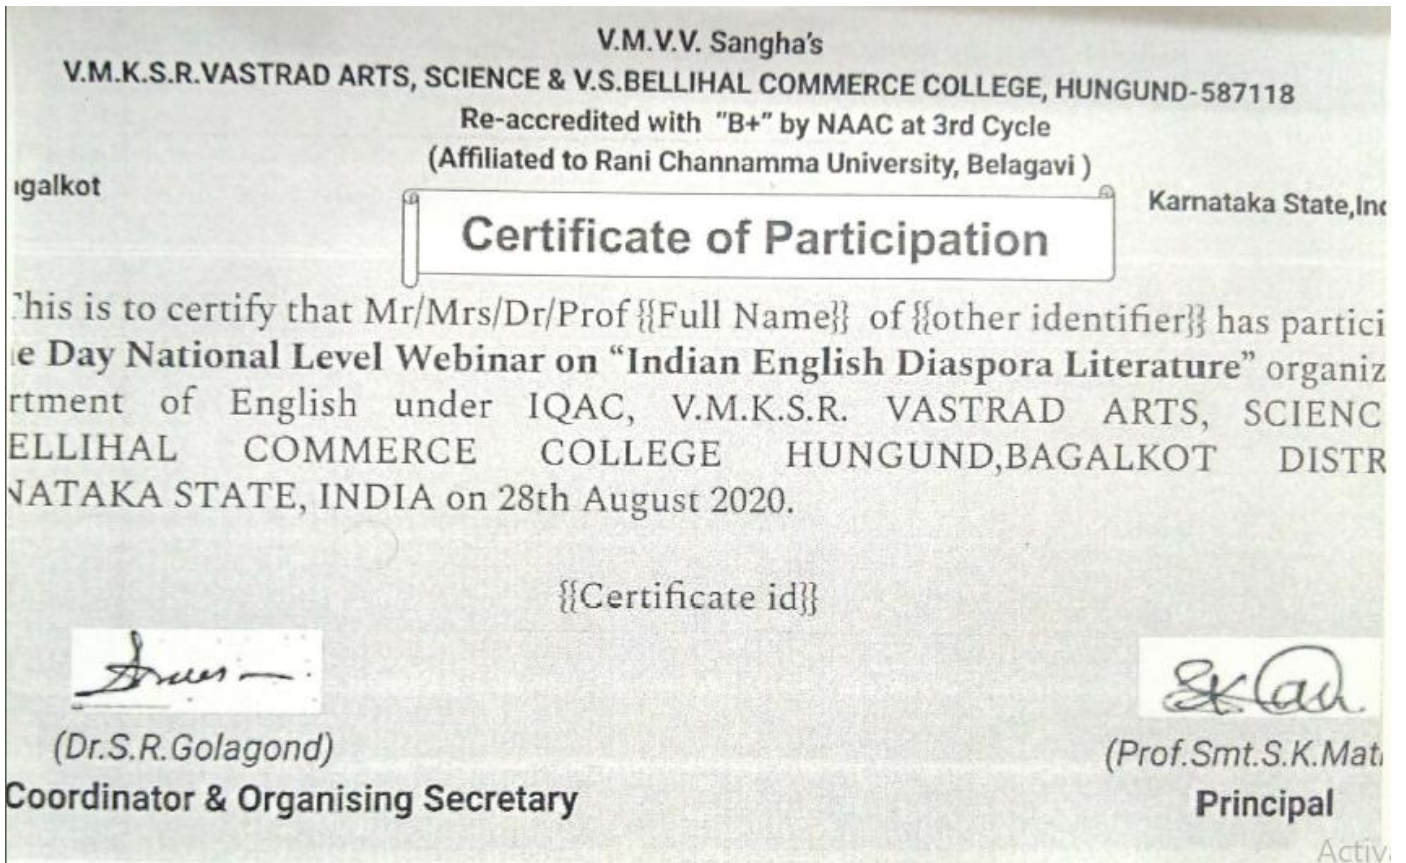 V.M.V.V. Sangha's
V.M.K.S.R.VASTRAD ARTS, SCIENCE & V.S.BELLIHAL COMMERCE COLLEGE, HUNGUND-587118
Re-accredited with "B+" by NAAC at 3rd Cycle
(Affiliated to Rani Channamma University, Belagavi )
galkot Karnataka State,Ind
Certificate of Participation
This is to certify that Mr/Mrs/Dr/Prof {{Full Name}} of {{other identifier}} has partici
e Day National Level Webinar on “Indian English Diaspora Literature” organiz
rtment of English under IQAC, V.M.K.S.R. VASTRAD ARTS, SCIENC
ELLIHAL COMMERCE COLLEGE HUNGUND,BAGALKOT DISTR
NATAKA STATE, INDIA on 28th August 2020.
{{Certificate id}}
(Dr.S.R.Golagond) (Prof.Smt.S.K.Mat
Coordinator & Organising Secretary Principal
Activ